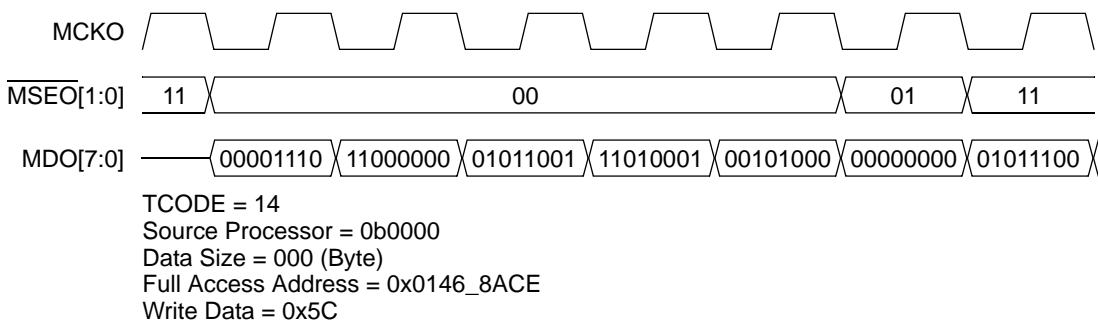 MCKO
MSEO[1:0] 11 00 01 11
MDO[7:0] 00001110 11000000 01011001 11010001 00101000 00000000 01011100
TCODE = 14
Source Processor = 0b0000
Data Size = 000 (Byte)
Full Access Address = 0x0146_8ACE
Write Data = 0x5C